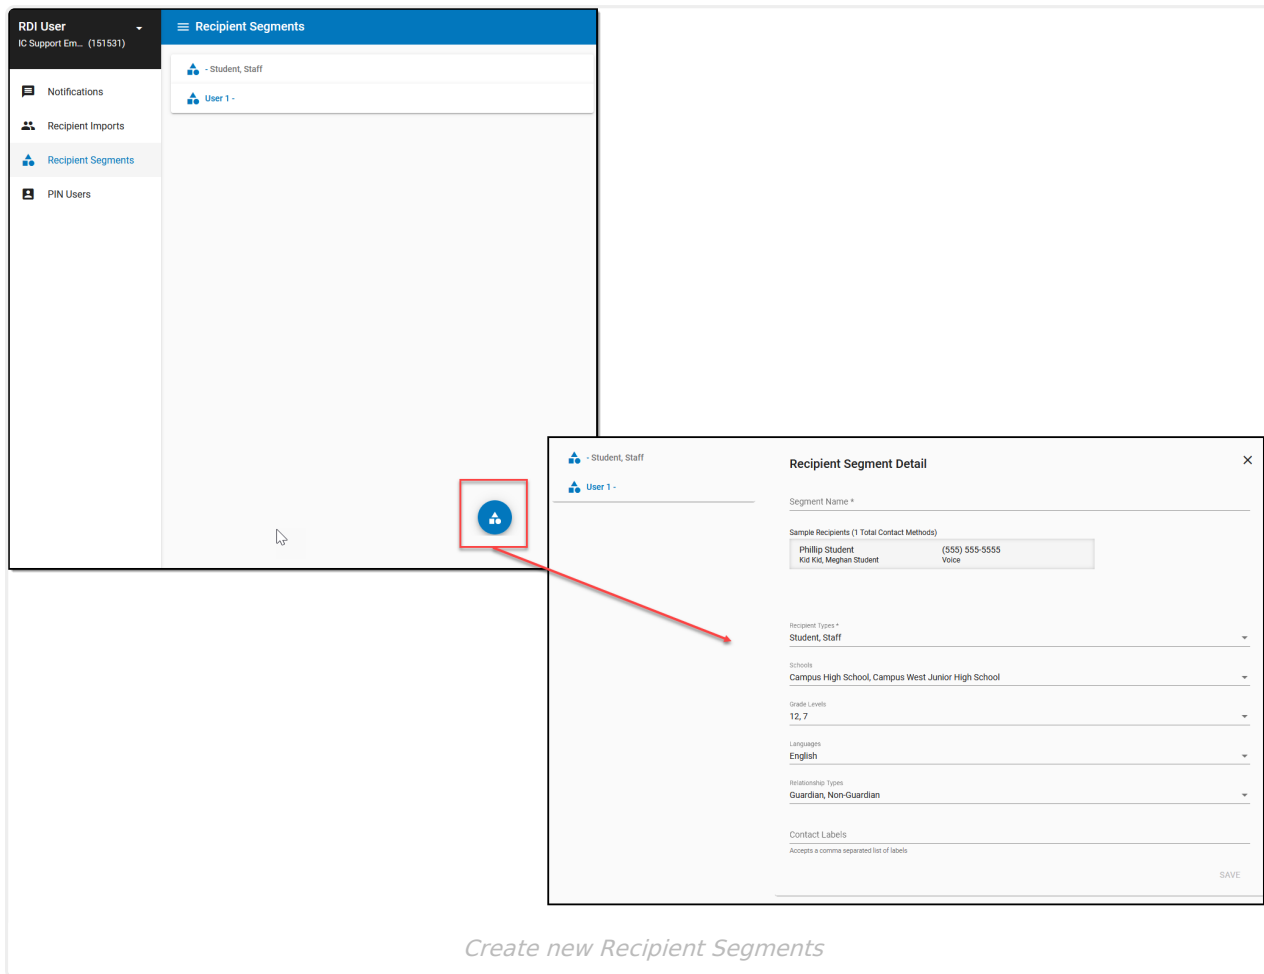 RDI User
IC Support Em... (151531)
Recipient Segments
- Student, Staff
User 1 -
Notifications
Recipient Imports
Recipient Segments
PIN Users
- Student, Staff
User 1 -
Recipient Segment Detail
Segment Name *
Sample Recipients (1 Total Contact Methods)
Phillip Student (555) 555-5555
Kid Kid, Meghan Student Voice
Recipient Types *
Student, Staff
Schools
Campus High School, Campus West Junior High School
Grade Levels
12, 7
Languages
English
Relationship Types
Guardian, Non-Guardian
Contact Labels
Accepts a comma separated list of labels
SAVE
Create new Recipient Segments